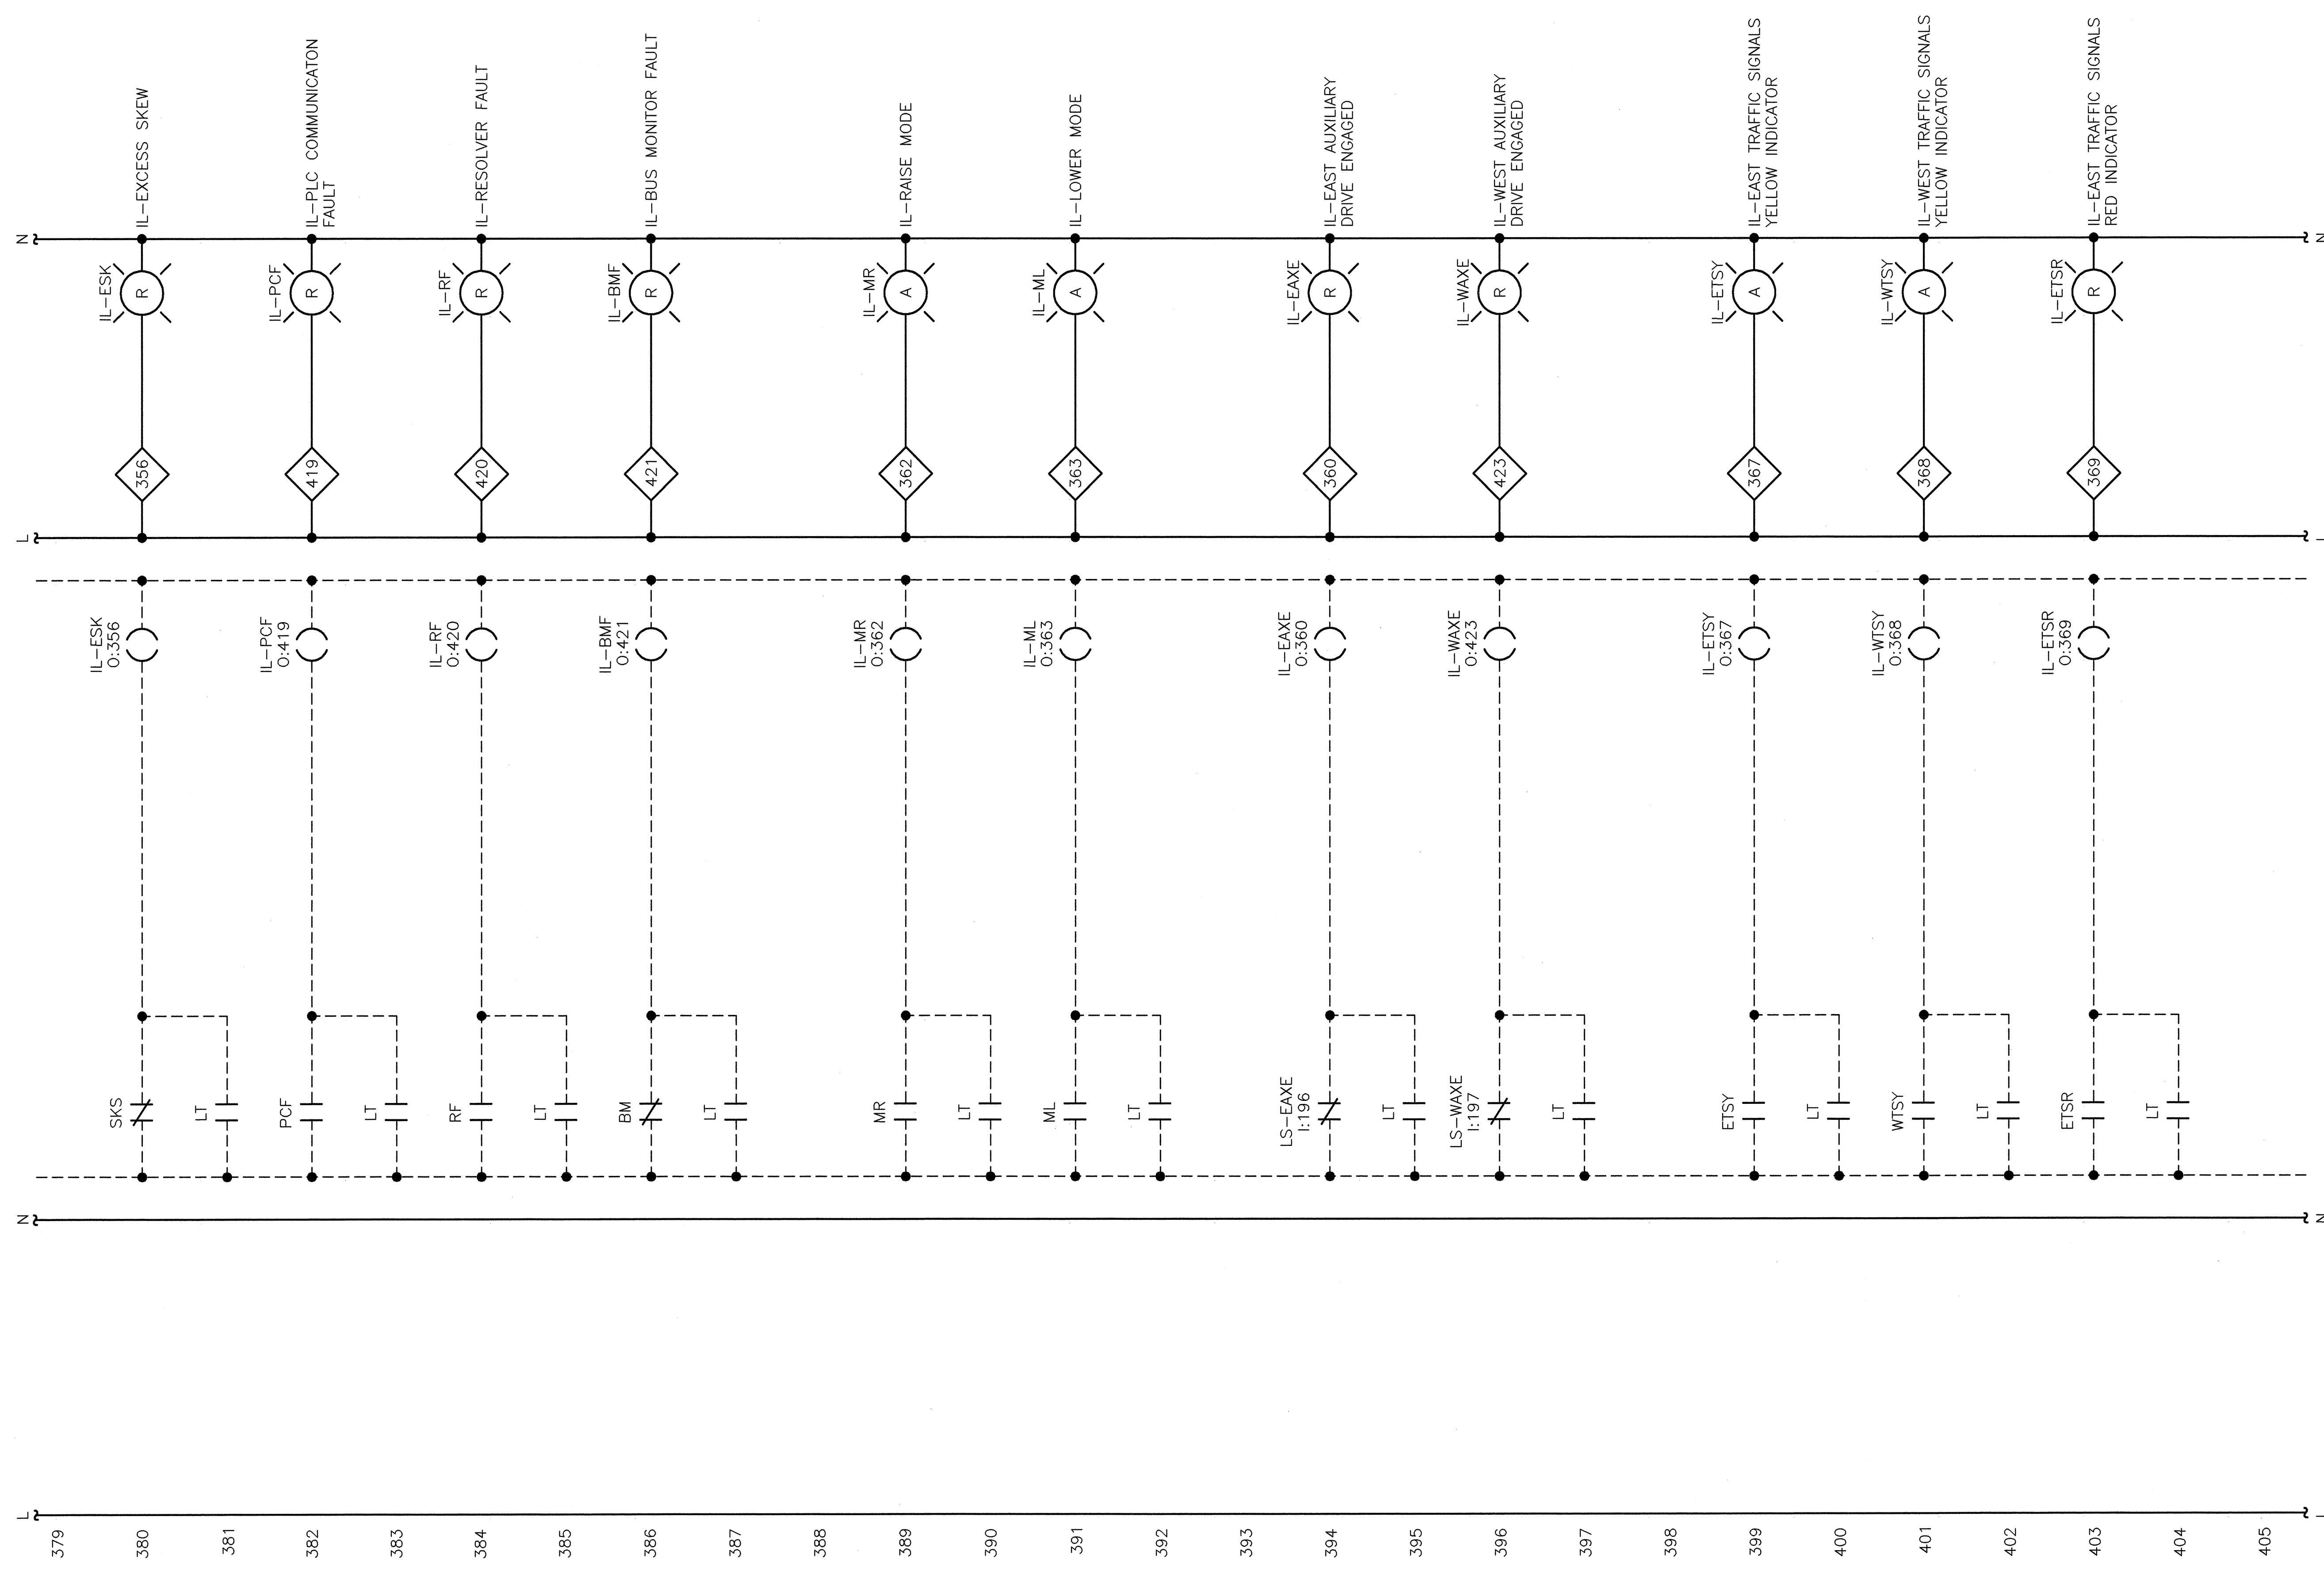 L
N
L
N
379
380
SKS
IL-ESK
O:356
356
IL-ESK
R
IL-EXCESS SKEW
381
LT
382
PCF
IL-PCF
O:419
419
IL-PCF
R
IL-PLC COMMUNICATON
FAULT
383
LT
384
RF
IL-RF
O:420
420
IL-RF
R
IL-RESOLVER FAULT
385
LT
386
BM
IL-BMF
O:421
421
IL-BMF
R
IL-BUS MONITOR FAULT
387
LT
388
389
MR
IL-MR
O:362
362
IL-MR
A
IL-RAISE MODE
390
LT
391
ML
IL-ML
O:363
363
IL-ML
A
IL-LOWER MODE
392
LT
393
394
LS-EAXE
I:196
IL-EAXE
O:360
360
IL-EAXE
R
IL-EAST AUXILIARY
DRIVE ENGAGED
395
LT
396
LS-WAXE
I:197
IL-WAXE
O:423
423
IL-WAXE
R
IL-WEST AUXILIARY
DRIVE ENGAGED
397
LT
398
399
ETSY
IL-ETSY
O:367
367
IL-ETSY
A
IL-EAST TRAFFIC SIGNALS
YELLOW INDICATOR
400
LT
401
WTSY
IL-WTSY
O:368
368
IL-WTSY
A
IL-WEST TRAFFIC SIGNALS
YELLOW INDICATOR
402
LT
403
ETSR
IL-ETSR
O:369
369
IL-ETSR
R
IL-EAST TRAFFIC SIGNALS
RED INDICATOR
404
LT
405
L
N
L
N